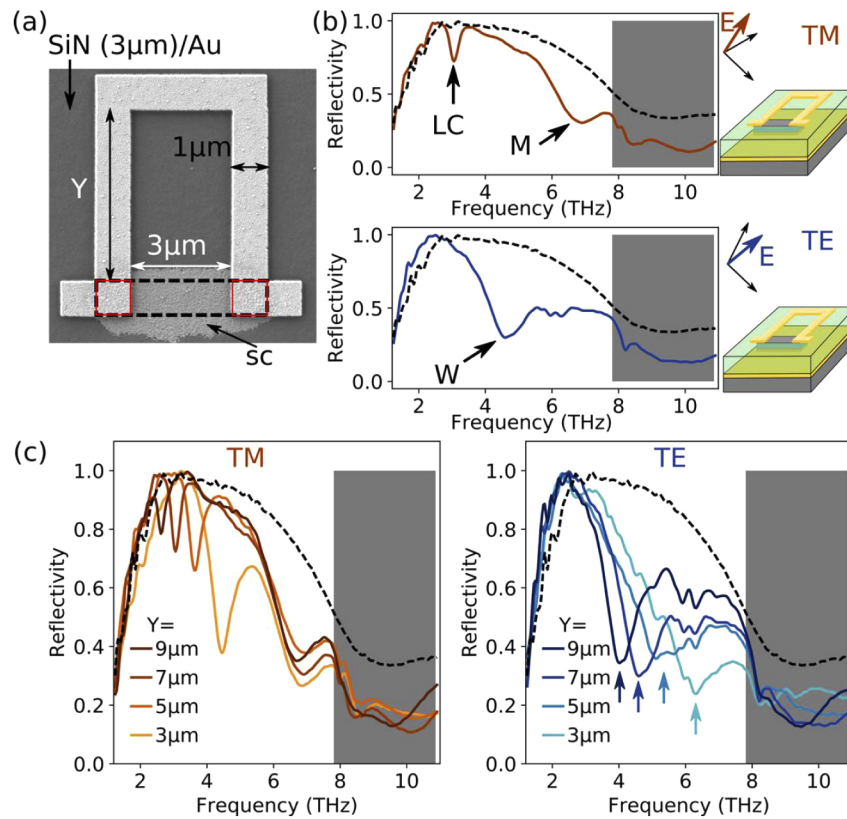 (a)
SiN (3μm)/Au
Y
1μm
3μm
sc
(b)
Reflectivity
1.0
0.5
0.0
LC
M
2
4
6
8
10
Frequency (THz)
E
TM
Reflectivity
1.0
0.5
0.0
W
2
4
6
8
10
Frequency (THz)
E
TE
(c)
TM
Reflectivity
1.0
0.8
0.6
0.4
0.2
0.0
Y=
9μm
7μm
5μm
3μm
2
4
6
8
10
Frequency (THz)
TE
Reflectivity
1.0
0.8
0.6
0.4
0.2
0.0
Y=
9μm
7μm
5μm
3μm
2
4
6
8
10
Frequency (THz)